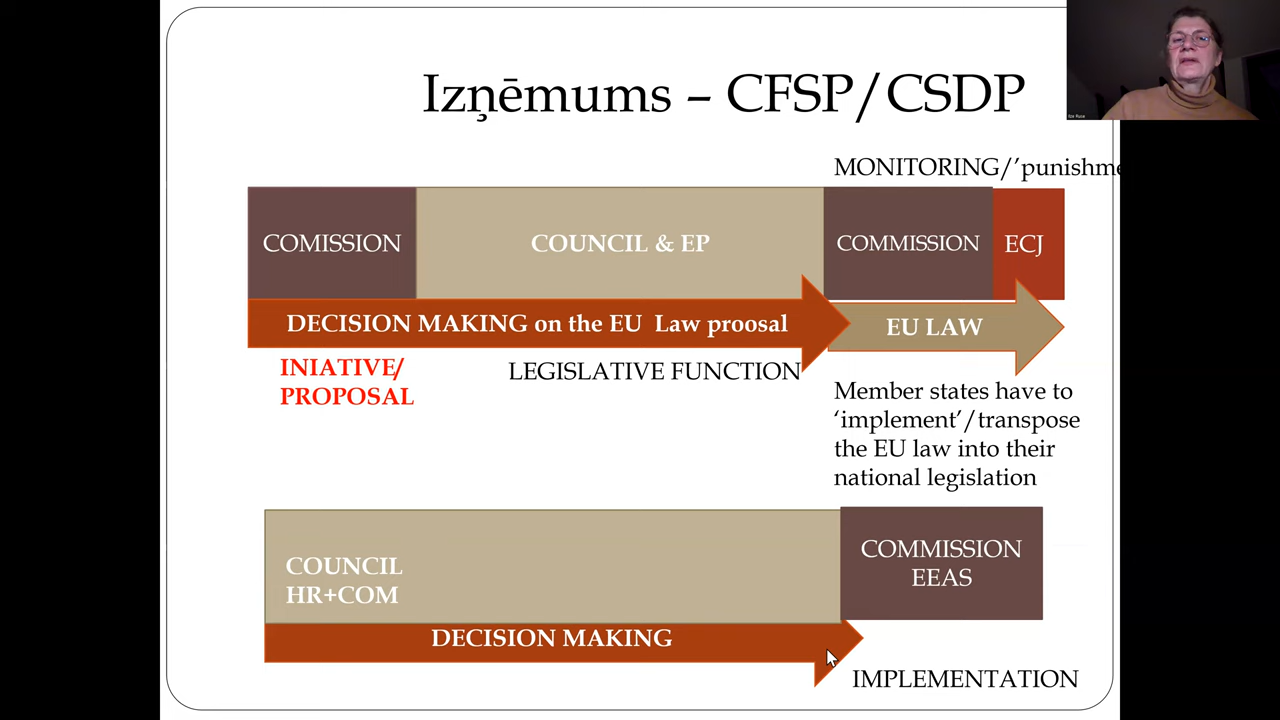 Izņēmums – CFSP/CSDP
MONITORING/’punishme
COMISSION
COUNCIL & EP
COMMISSION
ECJ
DECISION MAKING on the EU Law proosal
EU LAW
INIATIVE/
PROPOSAL
LEGISLATIVE FUNCTION
Member states have to
‘implement’/transpose
the EU law into their
national legislation
COUNCIL
HR+COM
COMMISSION
EEAS
DECISION MAKING
IMPLEMENTATION